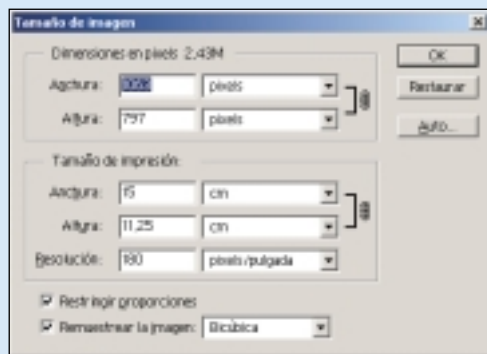 Tamaño de imagen
Dimensiones en pixels: 2,43M
OK
Anchura: 1063 pixels
Restaurar
Altura: 797 pixels
Auto...
Tamaño de impresión:
Anchura: 15 cm
Altura: 11,25 cm
Resolución: 180 pixels/pulgada
Restringir proporciones
Remuestrear la imagen: Bicúbica